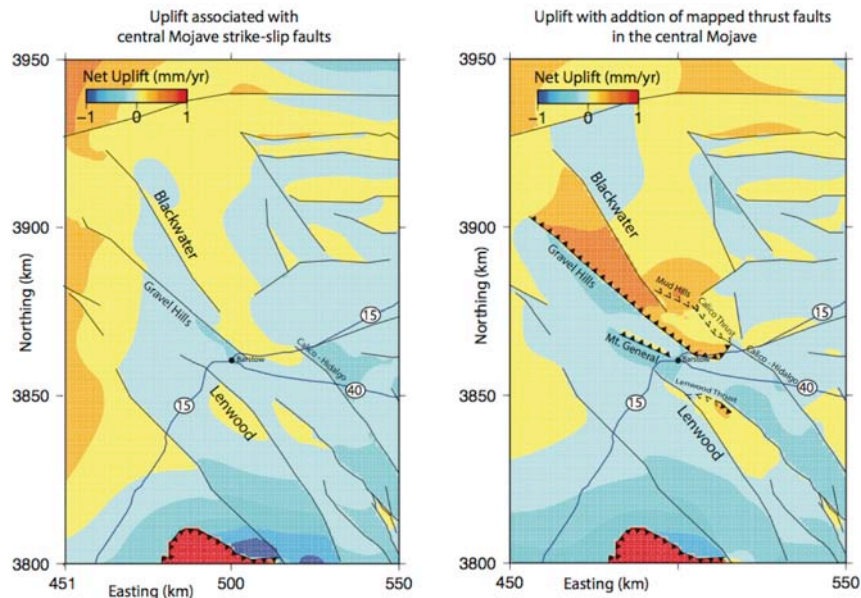 Uplift associated with
central Mojave strike-slip faults
3950
Net Uplift (mm/yr)
−1 0 1
3900
3850
3800
Northing (km)
Blackwater
Gravel Hills
Calico - Hidalgo
Barstow
Lenwood
15
40
15
451 500 550
Easting (km)
Uplift with addtion of mapped thrust faults
in the central Mojave
3950
Net Uplift (mm/yr)
−1 0 1
3900
3850
3800
Northing (km)
Blackwater
Gravel Hills
Mud Hills
Calico Thrust
15
Mt. General
Barstow
Calico - Hidalgo
40
Lenwood Thrust
15
Lenwood
450 550
Easting (km)